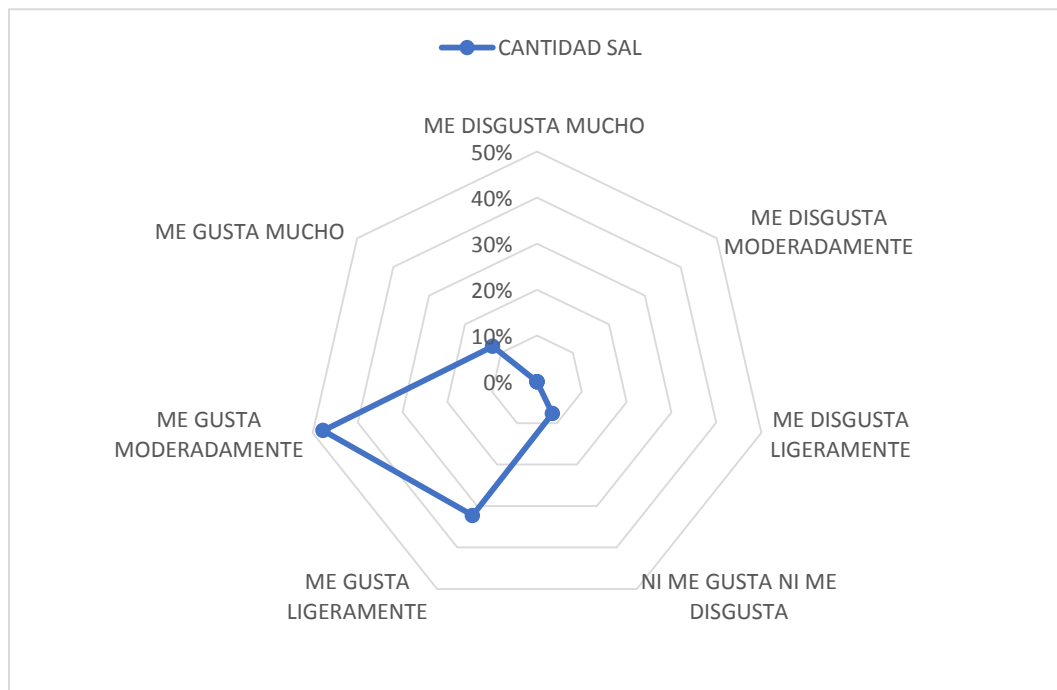 CANTIDAD SAL
ME DISGUSTA MUCHO
50%
40%
30%
20%
10%
0%
ME DISGUSTA
MODERADAMENTE
ME DISGUSTA
LIGERAMENTE
NI ME GUSTA NI ME
DISGUSTA
ME GUSTA
LIGERAMENTE
ME GUSTA
MODERADAMENTE
ME GUSTA MUCHO